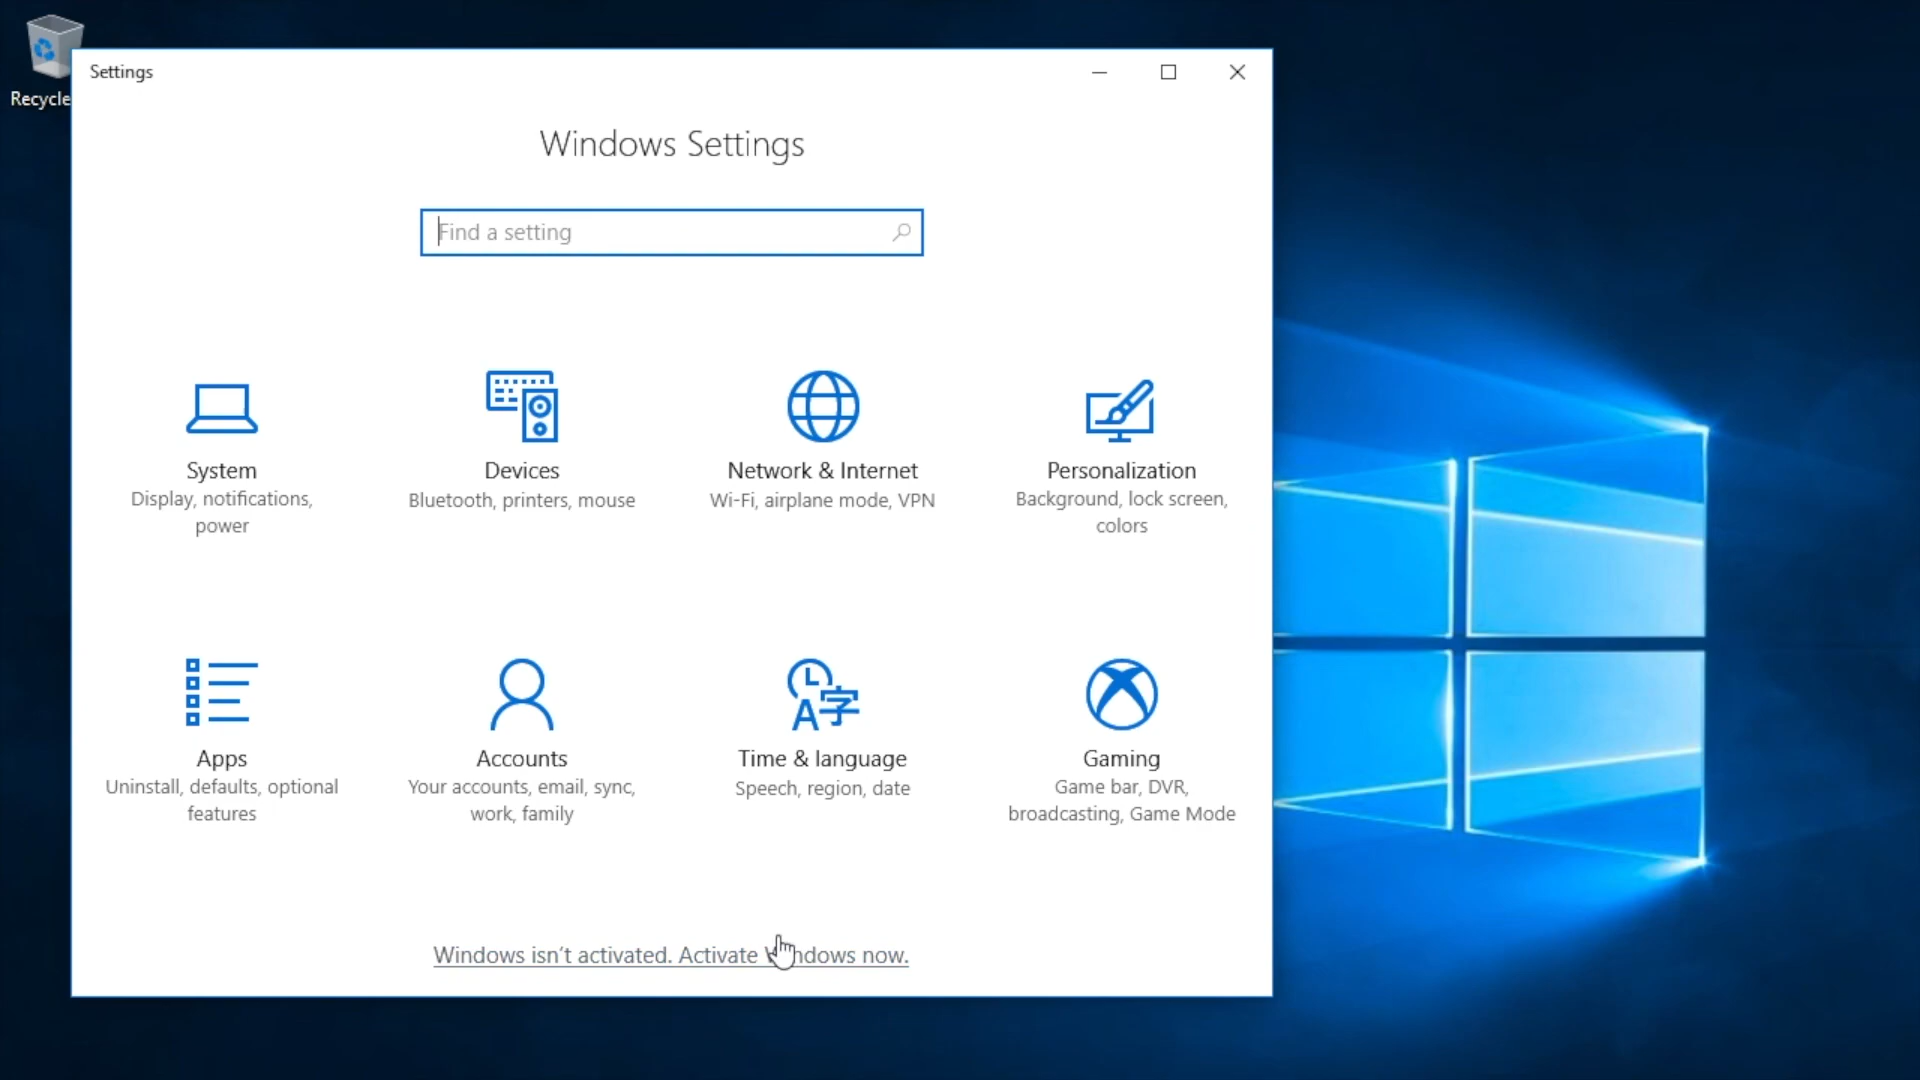 Recycle
Settings
Windows Settings
Find a setting
System
Display, notifications,
power
Devices
Bluetooth, printers, mouse
Network & Internet
Wi-Fi, airplane mode, VPN
Personalization
Background, lock screen,
colors
Apps
Uninstall, defaults, optional
features
Accounts
Your accounts, email, sync,
work, family
Time & language
Speech, region, date
Gaming
Game bar, DVR,
broadcasting, Game Mode
Windows isn't activated. Activate Windows now.